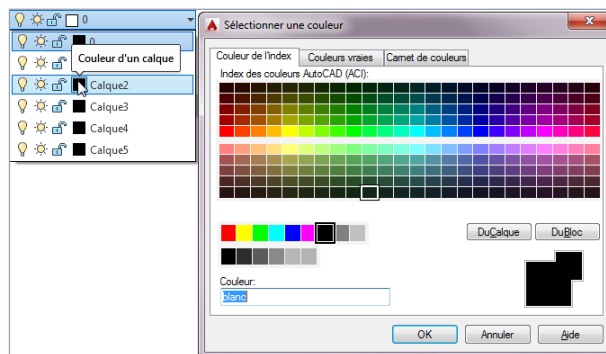 0
0
Couleur d'un calque
Calque2
Calque3
Calque4
Calque5
Sélectionner une couleur
Couleur de l'index
Couleurs vraies
Carnet de couleurs
Index des couleurs AutoCAD (ACI):
DuCalque
DuBloc
Couleur:
blanc
OK
Annuler
Aide